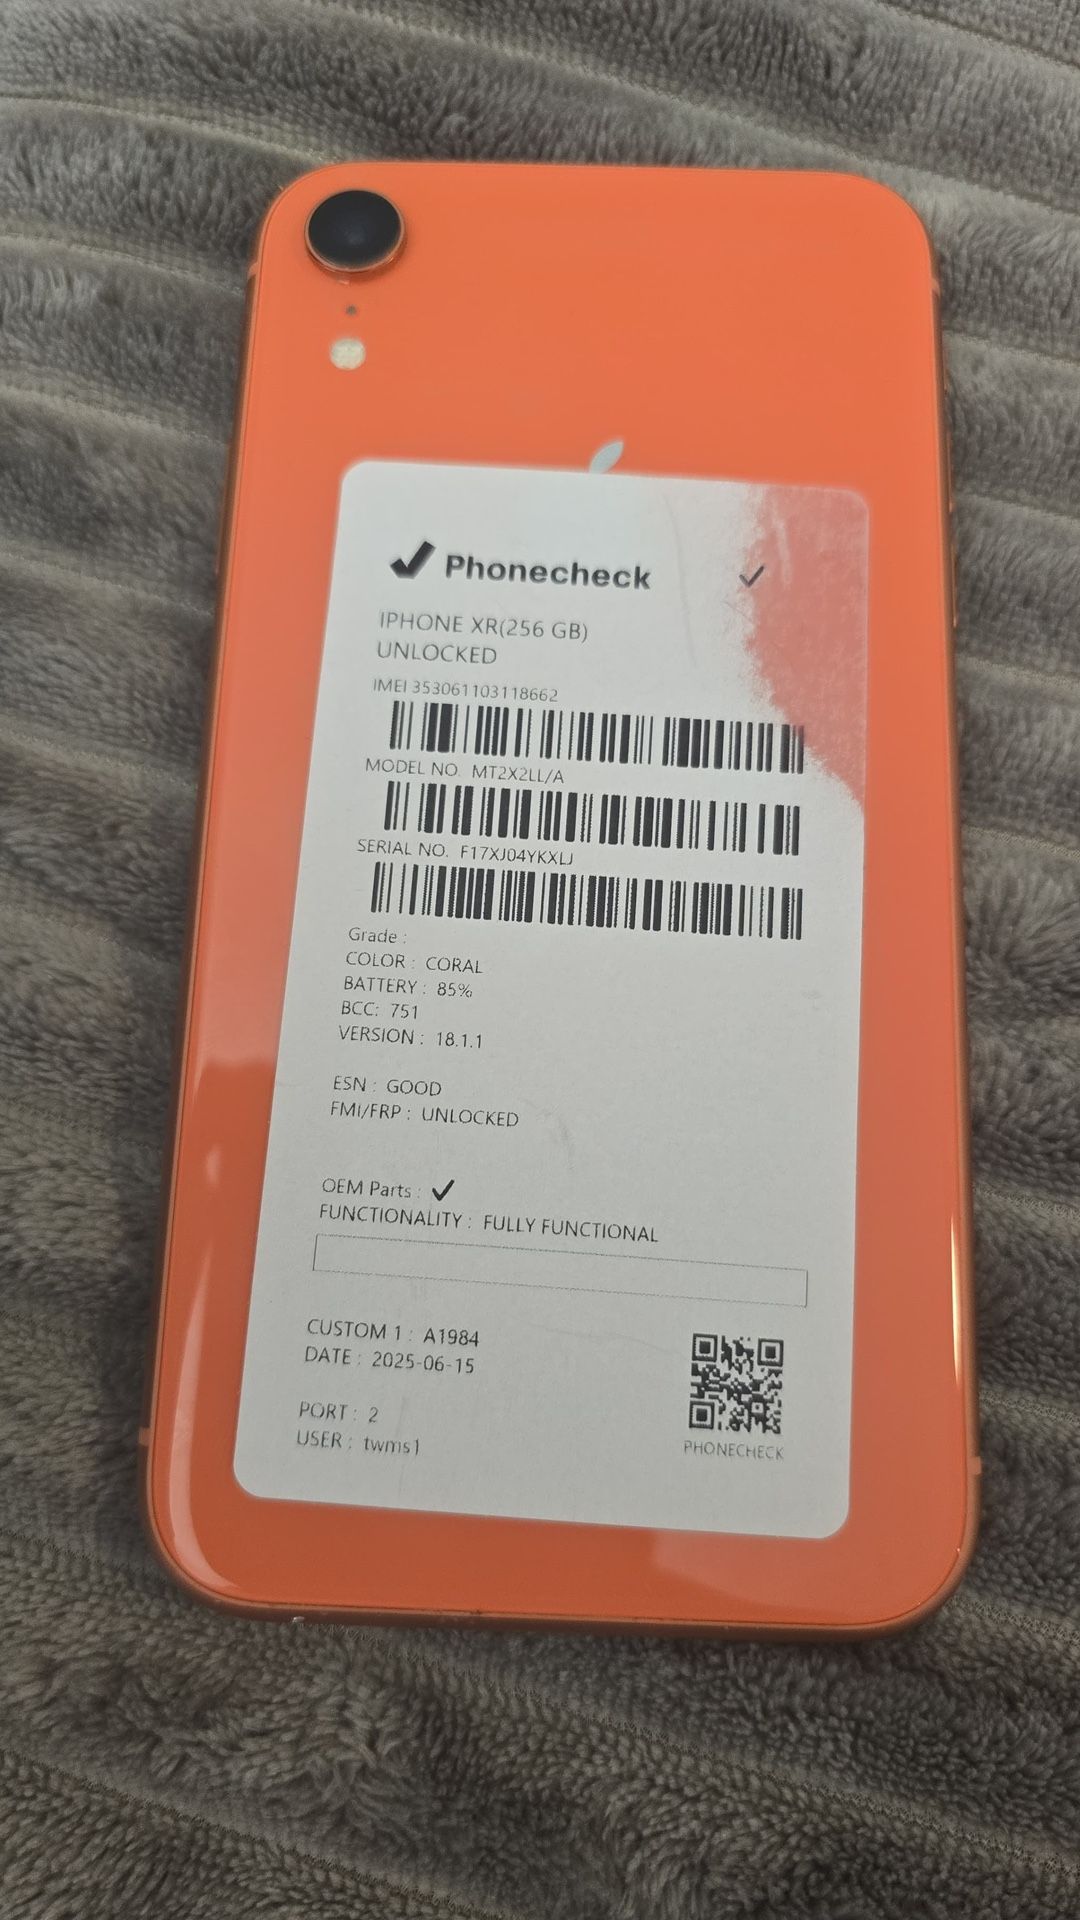 Phonecheck
IPHONE XR(256 GB)
UNLOCKED
IMEI 353061103118662
MODEL NO. MT2X2LL/A
SERIAL NO. F17XJ04YKXLJ
Grade :
COLOR : CORAL
BATTERY : 85%
BCC: 751
VERSION : 18.1.1
ESN : GOOD
FMI/FRP : UNLOCKED
OEM Parts : ✓
FUNCTIONALITY : FULLY FUNCTIONAL
CUSTOM 1 : A1984
DATE : 2025-06-15
PORT : 2
USER : twms1
PHONECHECK